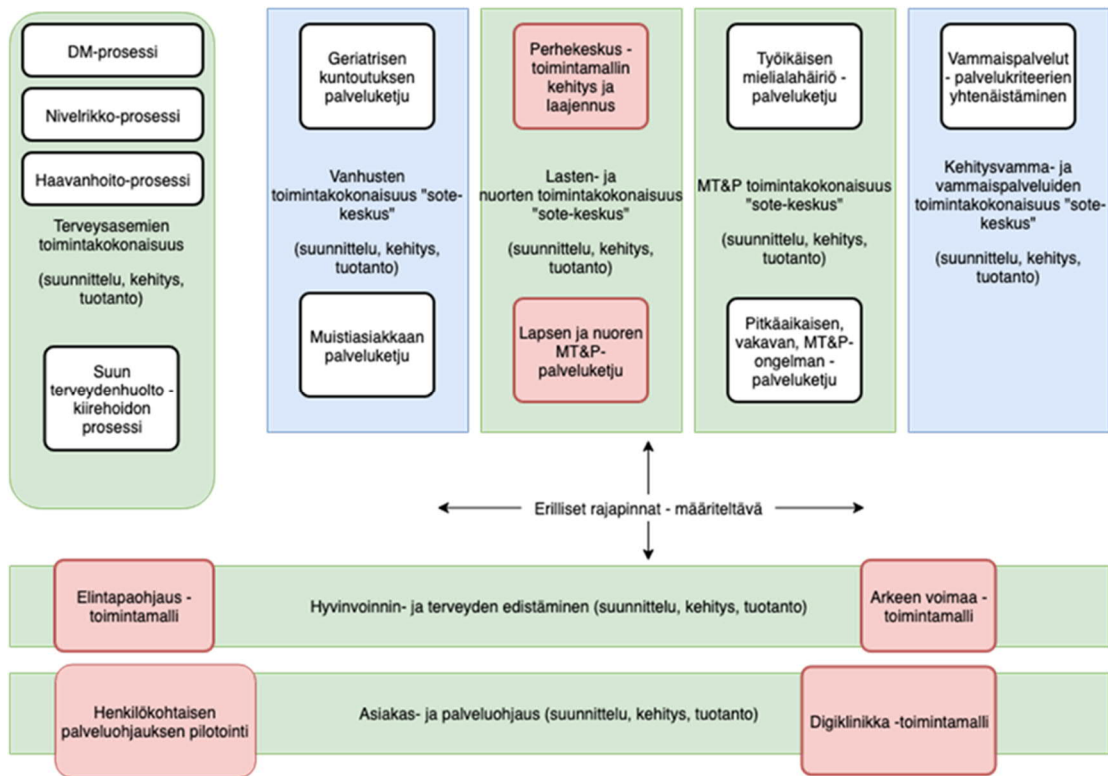 DM-prosessi
Nivelrikko-prosessi
Haavanhoito-prosessi
Terveysasemien
toimintakokonaisuus
(suunnittelu, kehitys,
tuotanto)
Suun
terveydenhuolto -
kiirehoidon
prosessi
Geriatrisen
kuntoutuksen
palveluketju
Vanhusten
toimintakokonaisuus "sote-
keskus"
(suunnittelu, kehitys,
tuotanto)
Muistiasiakkaan
palveluketju
Perhekeskus -
toimintamallin
kehitys ja
laajennus
Lasten- ja
nuorten toimintakokonaisuus
"sote-keskus"
(suunnittelu, kehitys,
tuotanto)
Lapsen ja nuoren
MT&P-
palveluketju
Työikäisen
mielialahäiriö -
palveluketju
MT&P toimintakokonaisuus
"sote-keskus"
(suunnittelu, kehitys,
tuotanto)
Pitkäaikaisen,
vakavan, MT&P-
ongelman -
palveluketju
Vammaispalvelut
- palvelukriteerien
yhtenäistäminen
Kehitysvamma- ja
vammaispalveluiden
toimintakokonaisuus "sote-
keskus"
(suunnittelu, kehitys,
tuotanto)
Erilliset rajapinnat - määriteltävä
Elintapaohjaus -
toimintamalli
Hyvinvoinnin- ja terveyden edistäminen (suunnittelu, kehitys, tuotanto)
Arkeen voimaa -
toimintamalli
Henkilökohtaisen
palveluohjauksen pilotointi
Asiakas- ja palveluohjaus (suunnittelu, kehitys, tuotanto)
Digiklinikka -toimintamalli